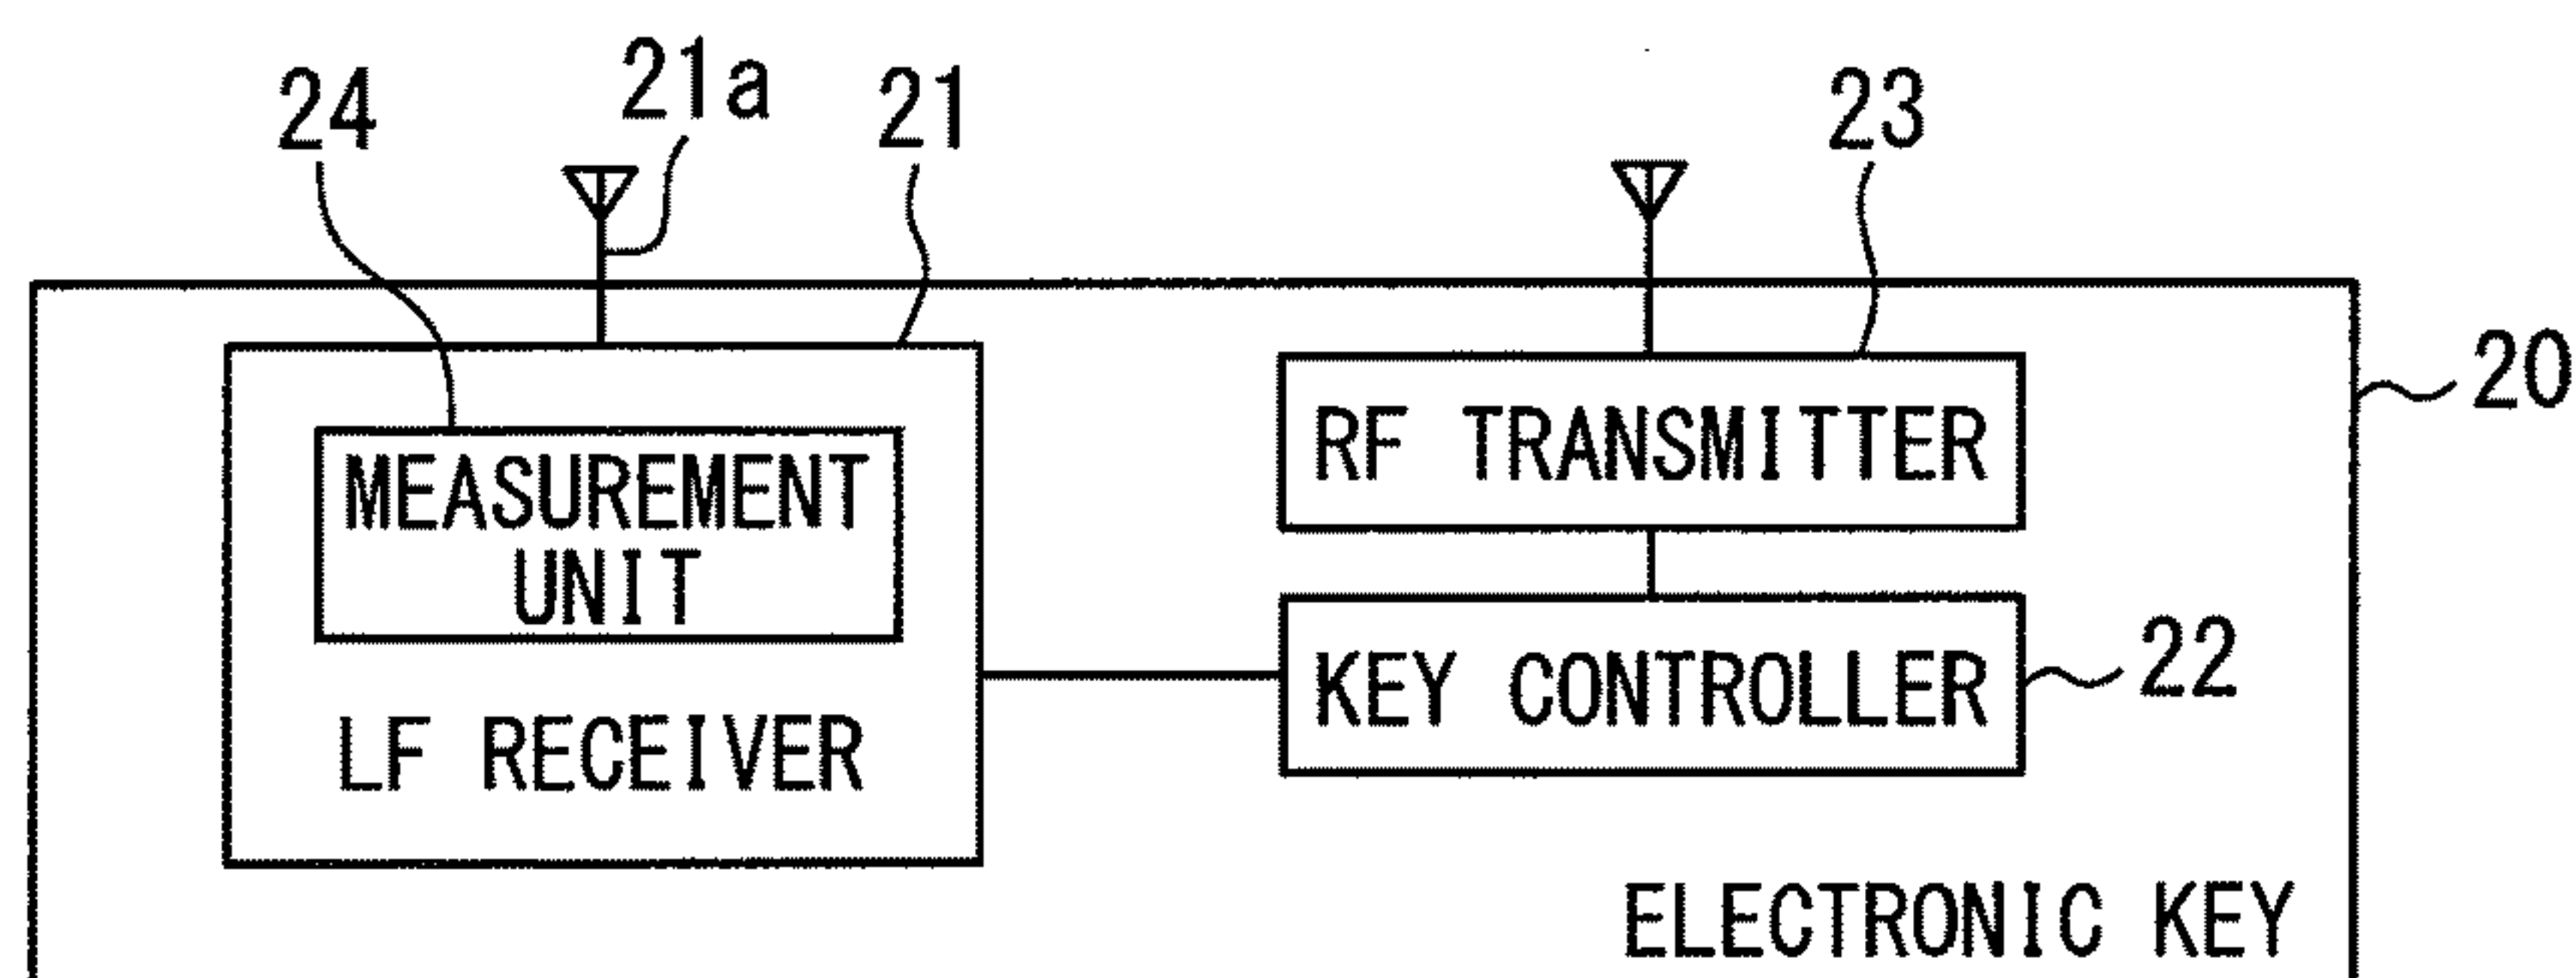 24
21a
21
23
20
MEASUREMENT
UNIT
LF RECEIVER
RF TRANSMITTER
KEY CONTROLLER
22
ELECTRONIC KEY